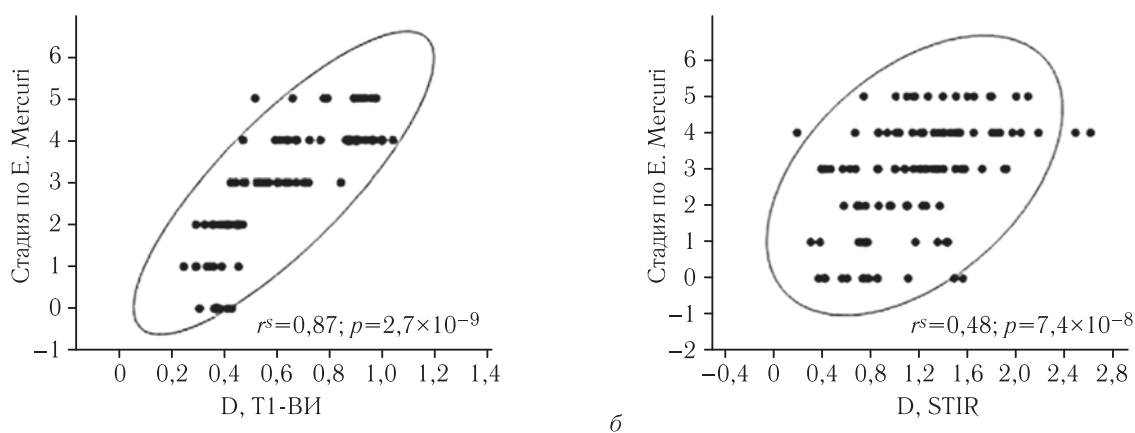 Стадия по E. Mercuri
6
5
4
3
2
1
0
−1
r^s=0,87; p=2,7×10^-9
0 0,2 0,4 0,6 0,8 1,0 1,2 1,4
D, Т1-ВИ
б
Стадия по E. Mercuri
6
5
4
3
2
1
0
−1
−2
r^s=0,48; p=7,4×10^-8
−0,4 0 0,4 0,8 1,2 1,6 2,0 2,4 2,8
D, STIR